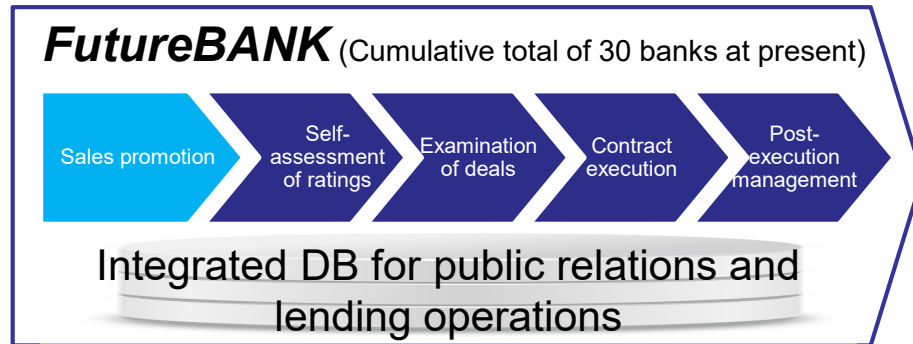 FutureBANK (Cumulative total of 30 banks at present)
Sales promotion
Self-
assessment
of ratings
Examination
of deals
Contract
execution
Post-
execution
management
Integrated DB for public relations and
lending operations